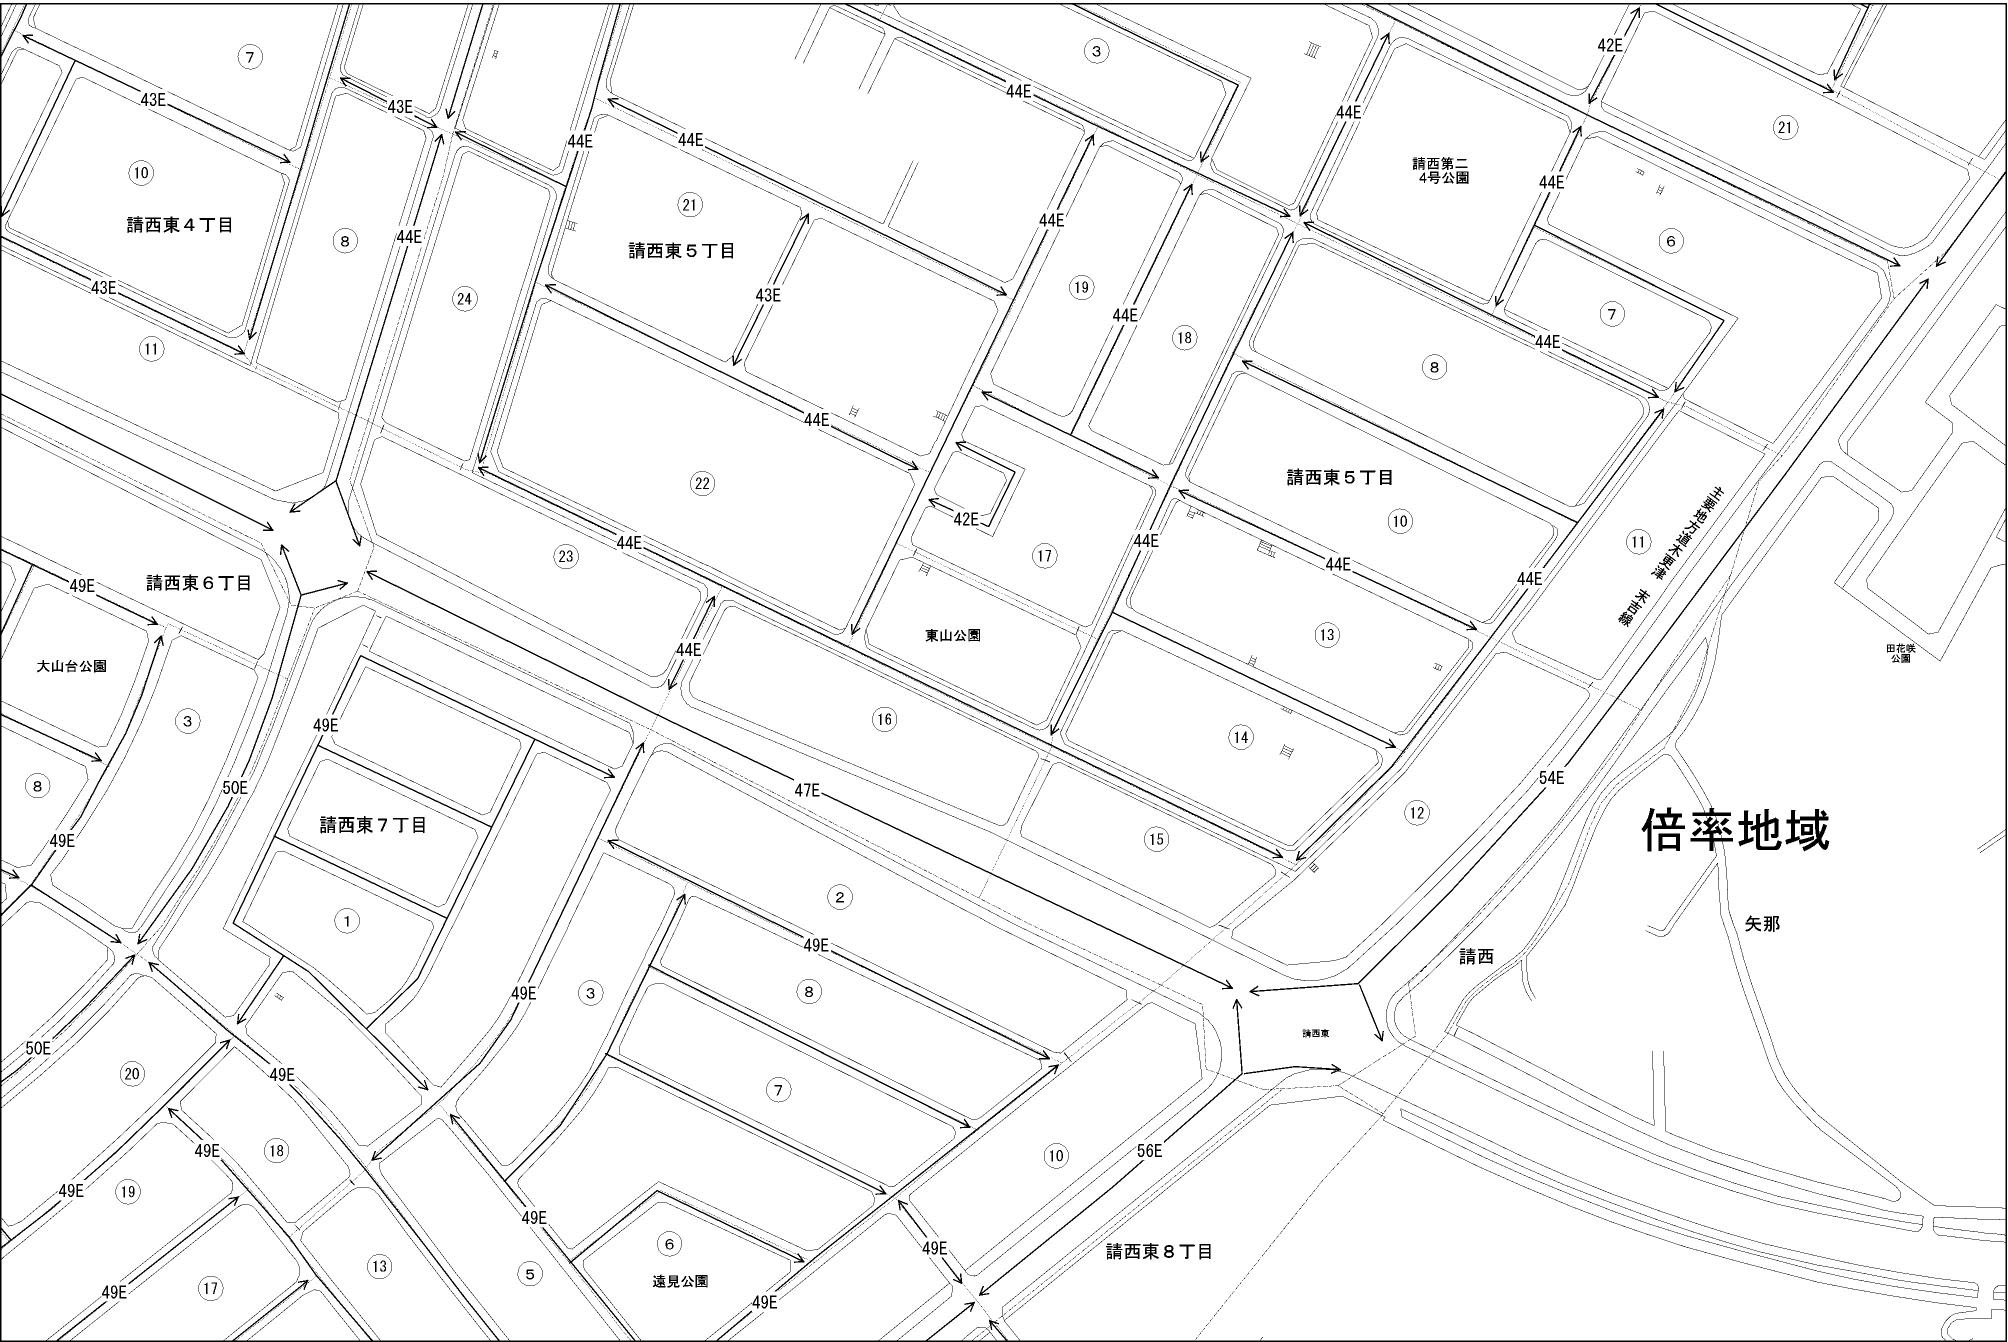 7
3
42E
43E
43E
44E
44E
44E
44E
21
10
請西東４丁目
請西第二
4号公園
44E
21
請西東５丁目
8
44E
44E
6
43E
24
43E
19
44E
18
7
44E
11
44E
8
22
請西東５丁目
10
主要地方道木更津　末吉線
42E
17
44E
11
23
44E
44E
44E
49E
請西東６丁目
大山台公園
東山公園
13
田花咲
公園
44E
3
49E
16
14
8
50E
47E
54E
49E
請西東７丁目
15
12
倍率地域
1
2
矢那
49E
請西
49E
3
8
請西東
50E
20
49E
7
49E
18
10
56E
49E
19
49E
6
49E
請西東８丁目
17
13
5
遠見公園
49E
49E